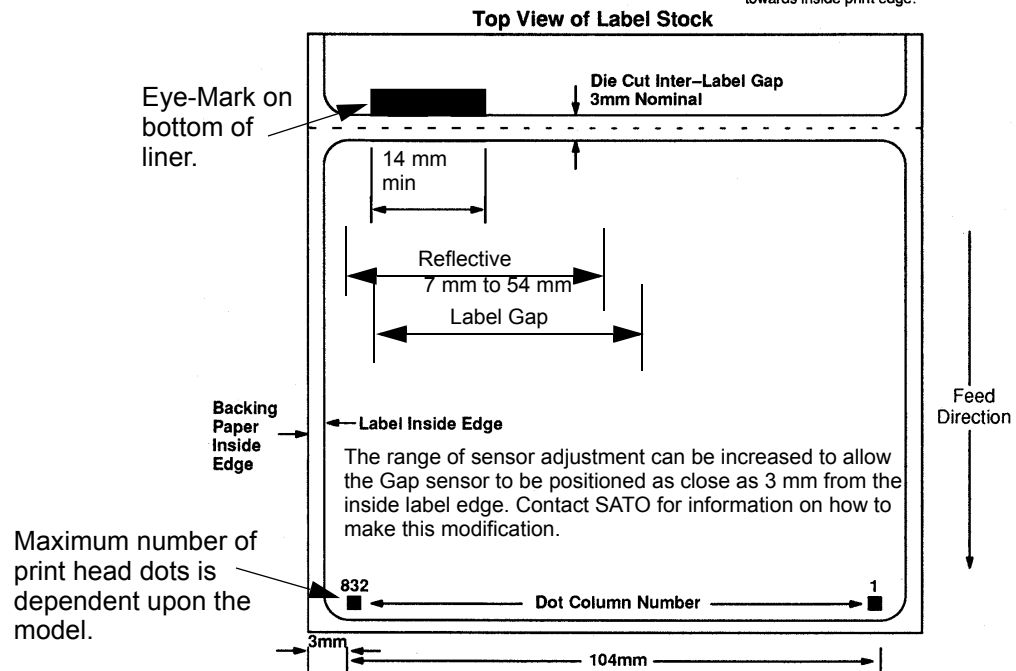 towards inside print edge.
Top View of Label Stock
Eye-Mark on
bottom of
liner.
Die Cut Inter–Label Gap
3mm Nominal
14 mm
min
Reflective
7 mm to 54 mm
Label Gap
Feed
Direction
Backing
Paper
Inside
Edge
Label Inside Edge
The range of sensor adjustment can be increased to allow
the Gap sensor to be positioned as close as 3 mm from the
inside label edge. Contact SATO for information on how to
make this modification.
Maximum number of
print head dots is
dependent upon the
model.
832
1
Dot Column Number
3mm
104mm